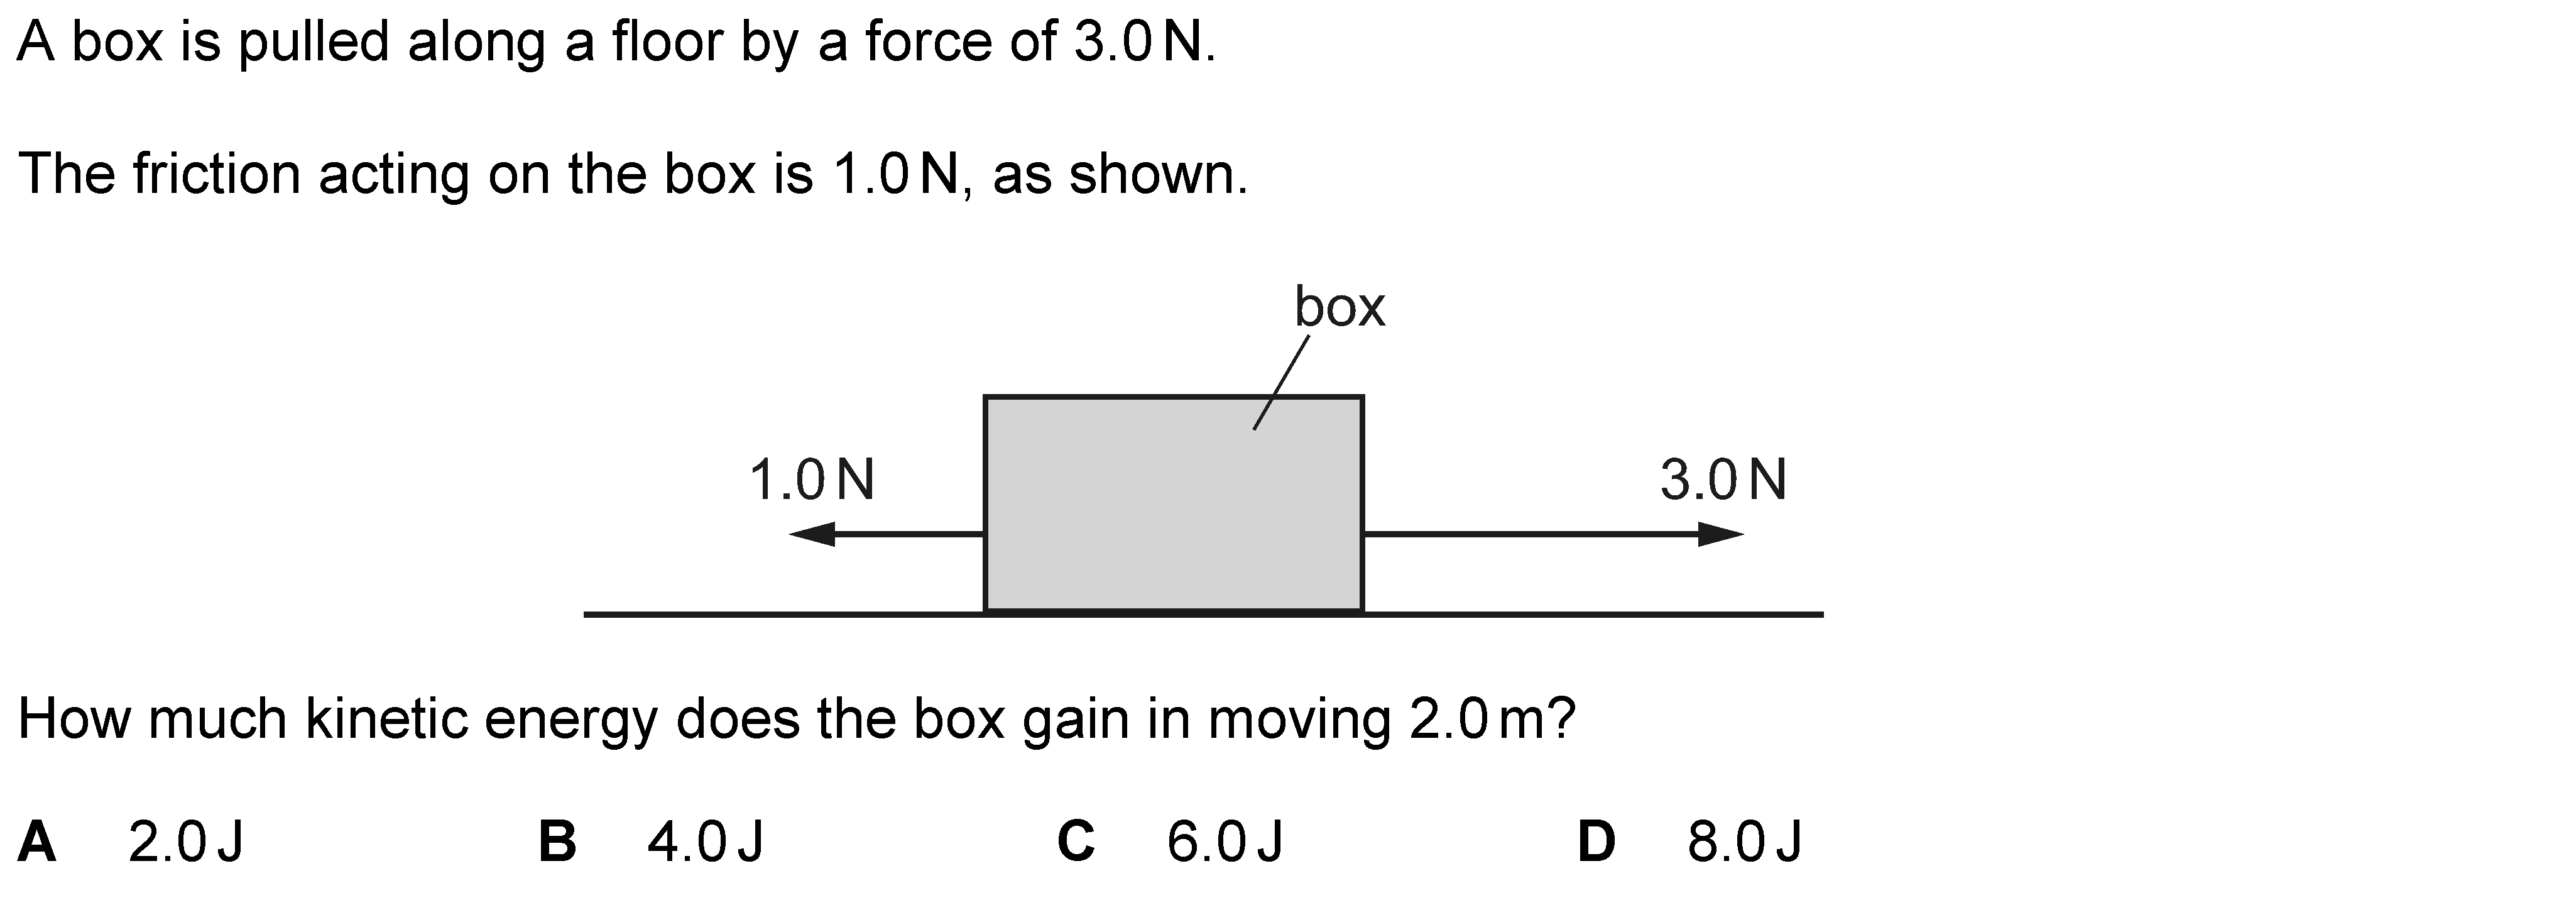 A box is pulled along a floor by a force of 3.0 N.
The friction acting on the box is 1.0 N, as shown.
box
1.0 N
3.0 N
How much kinetic energy does the box gain in moving 2.0 m?
A 2.0 J B 4.0 J C 6.0 J D 8.0 J